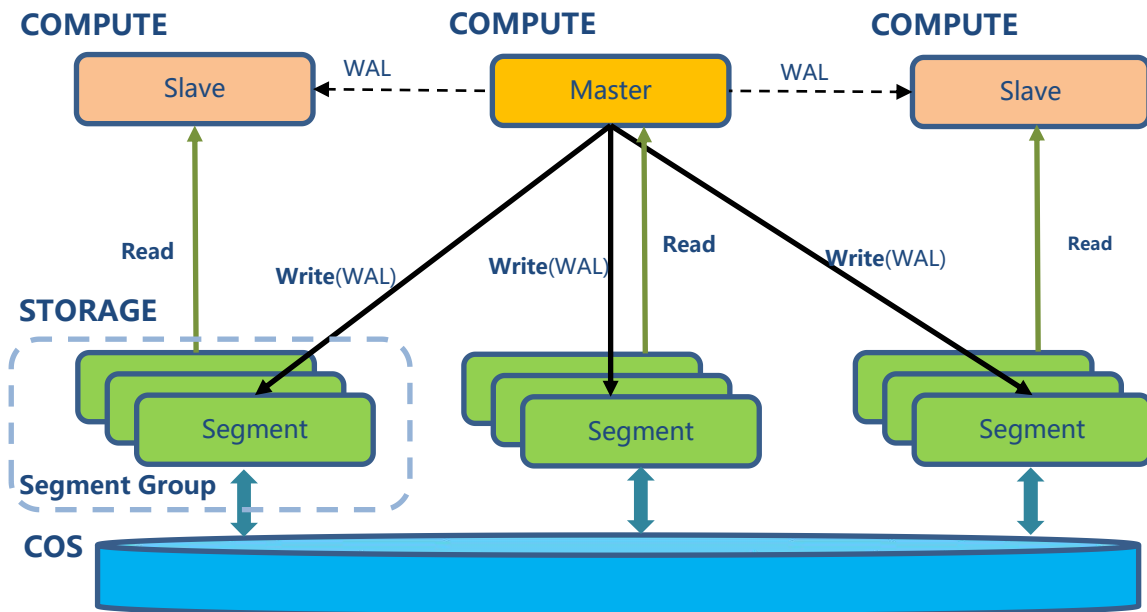 COMPUTE
COMPUTE
COMPUTE
Slave
WAL
Master
WAL
Slave
Read
Write(WAL)
Write(WAL)
Read
Write(WAL)
Read
STORAGE
Segment
Segment
Segment
Segment Group
COS